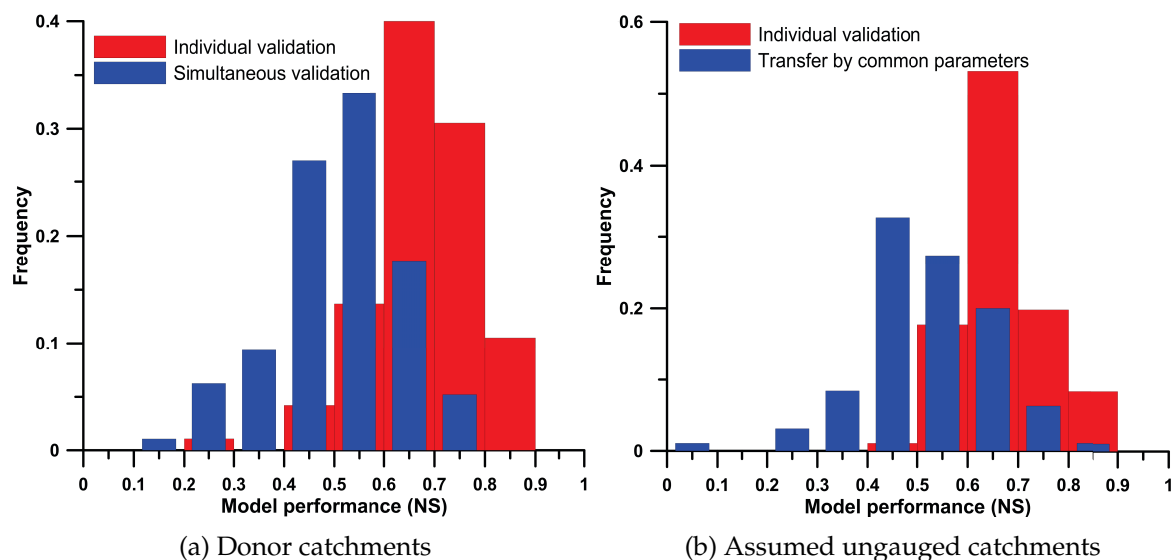 0.4
0.3
0.2
0.1
0
Frequency
Individual validation
Simultaneous validation
0 0.1 0.2 0.3 0.4 0.5 0.6 0.7 0.8 0.9 1
Model performance (NS)
(a) Donor catchments
0.6
0.4
0.2
0
Frequency
Individual validation
Transfer by common parameters
0 0.1 0.2 0.3 0.4 0.5 0.6 0.7 0.8 0.9 1
Model performance (NS)
(b) Assumed ungauged catchments